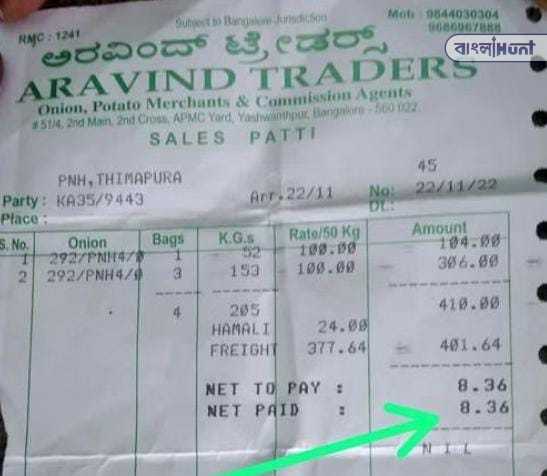 Subject to Bangalore Jurisdiction
Mob : 9844030304
RMC : 1241
9686967888
বাংলাHunt
ಅರವಿಂದ್ ಟ್ರೇಡರ್ಸ್
ARAVIND TRADERS
Onion, Potato Merchants & Commission Agents
# 51/4, 2nd Main, 2nd Cross, APMC Yard, Yashwanthpur, Bangalore - 560 022.
SALES PATTI
PNH,THIMAPURA 45
Party : KA35/9443 Arr.22/11 No: 22/11/22
Place : DL:
S. No. Onion Bags K.G.s Rate/50 Kg Amount
1 292/PNH4/0 1 52 100.00 104.00
2 292/PNH4/0 3 153 100.00 306.00
4 205 410.00
HAMALI 24.00
FREIGHT 377.64 401.64
NET TO PAY : 8.36
NET PAID : 8.36
N I L